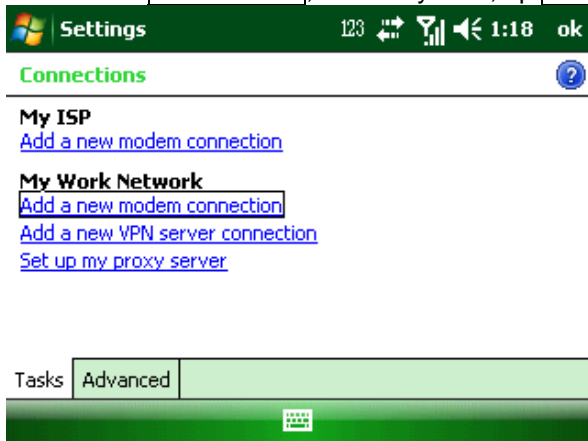 Settings 123 1:18 ok
Connections
My ISP
Add a new modem connection
My Work Network
Add a new modem connection
Add a new VPN server connection
Set up my proxy server
Tasks Advanced